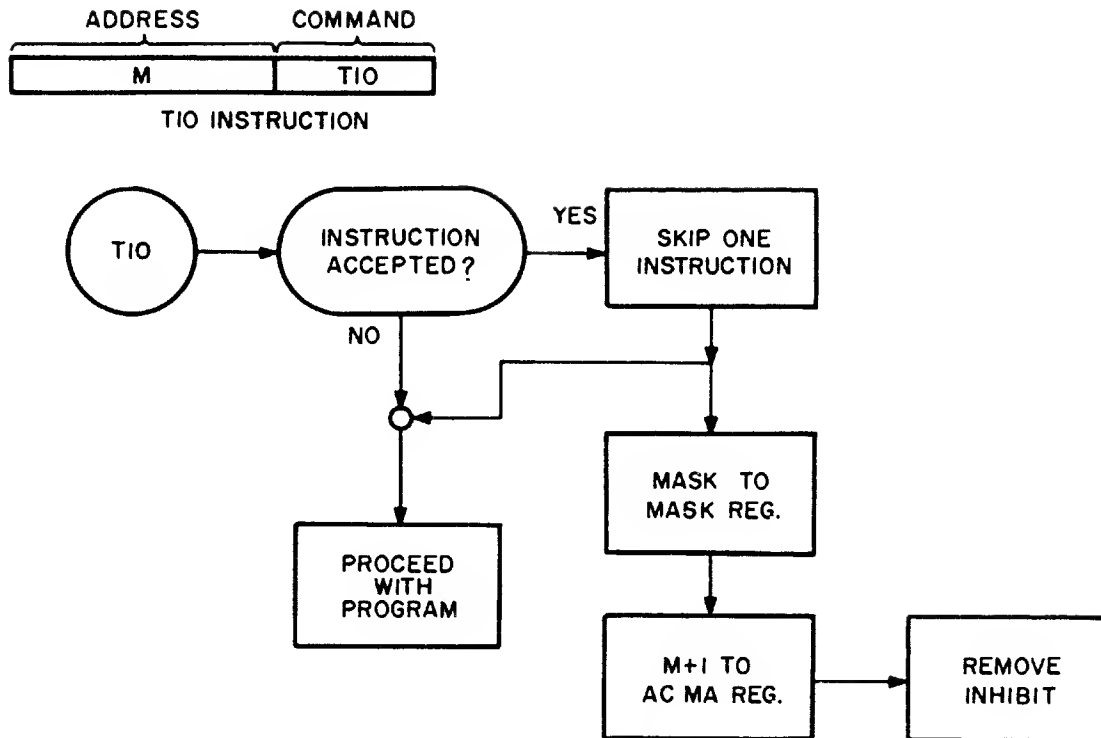 ADDRESS COMMAND
M TIO
TIO INSTRUCTION
TIO
INSTRUCTION
ACCEPTED?
YES
SKIP ONE
INSTRUCTION
NO
MASK TO
MASK REG.
PROCEED
WITH
PROGRAM
M+1 TO
AC MA REG.
REMOVE
INHIBIT